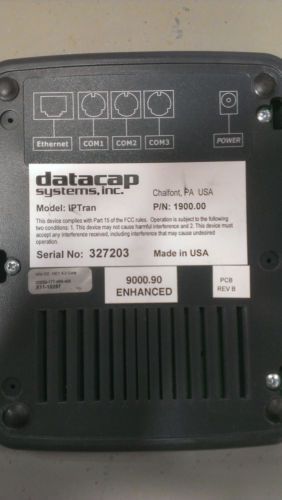 Ethernet COM1 COM2 COM3 POWER
datacap
systems, inc.
Chalfont, PA USA
Model: IPTran P/N: 1900.00
This device complies with Part 15 of the FCC rules. Operation is Subject to the following
two conditions: 1. This device may not cause harmful interference and 2. This device must
accept any interference received, including interference that may cause undesired
operation.
Serial No: 327203 Made in USA
9000.90
ENHANCED
PCB
REV B